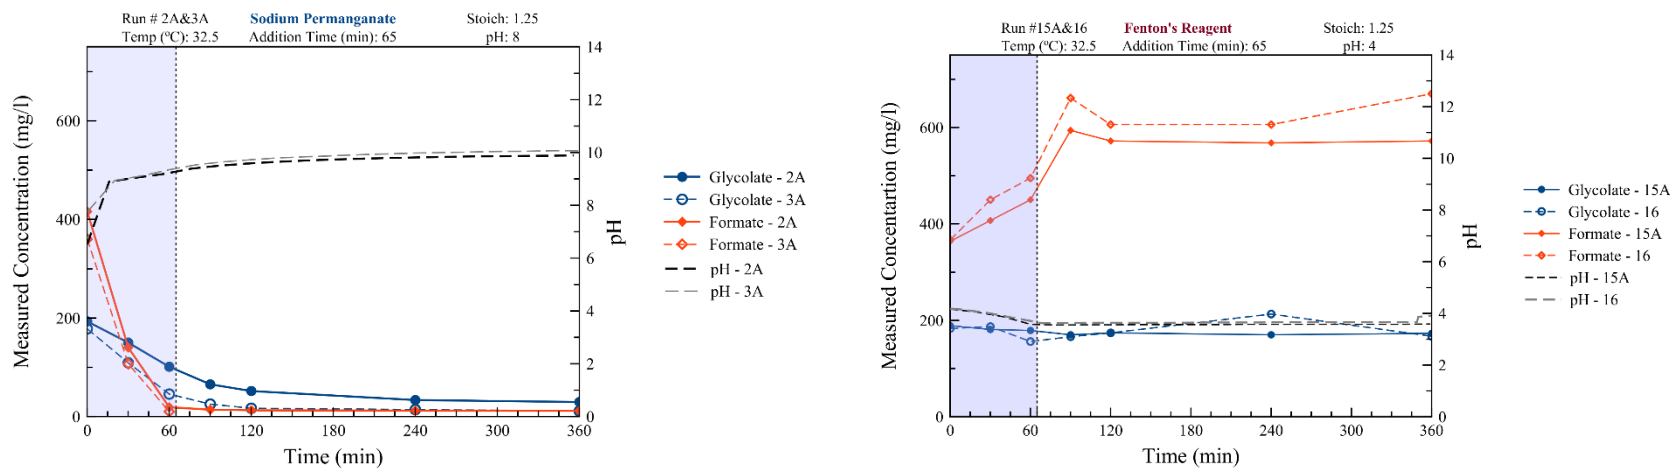 Run # 2A&3A Sodium Permanganate Stoich: 1.25
Temp (ºC): 32.5 Addition Time (min): 65 pH: 8
Measured Concentration (mg/l)
600
400
200
0
14
12
10
8
6
4
2
0
pH
0 60 120 180 240 300 360
Time (min)
Glycolate - 2A
Glycolate - 3A
Formate - 2A
Formate - 3A
pH - 2A
pH - 3A
Run #15A&16 Fenton's Reagent Stoich: 1.25
Temp (ºC): 32.5 Addition Time (min): 65 pH: 4
Measured Concentartion (mg/l)
600
400
200
0
14
12
10
8
6
4
2
0
pH
0 60 120 180 240 300 360
Time (min)
Glycolate - 15A
Glycolate - 16
Formate - 15A
Formate - 16
pH - 15A
pH - 16